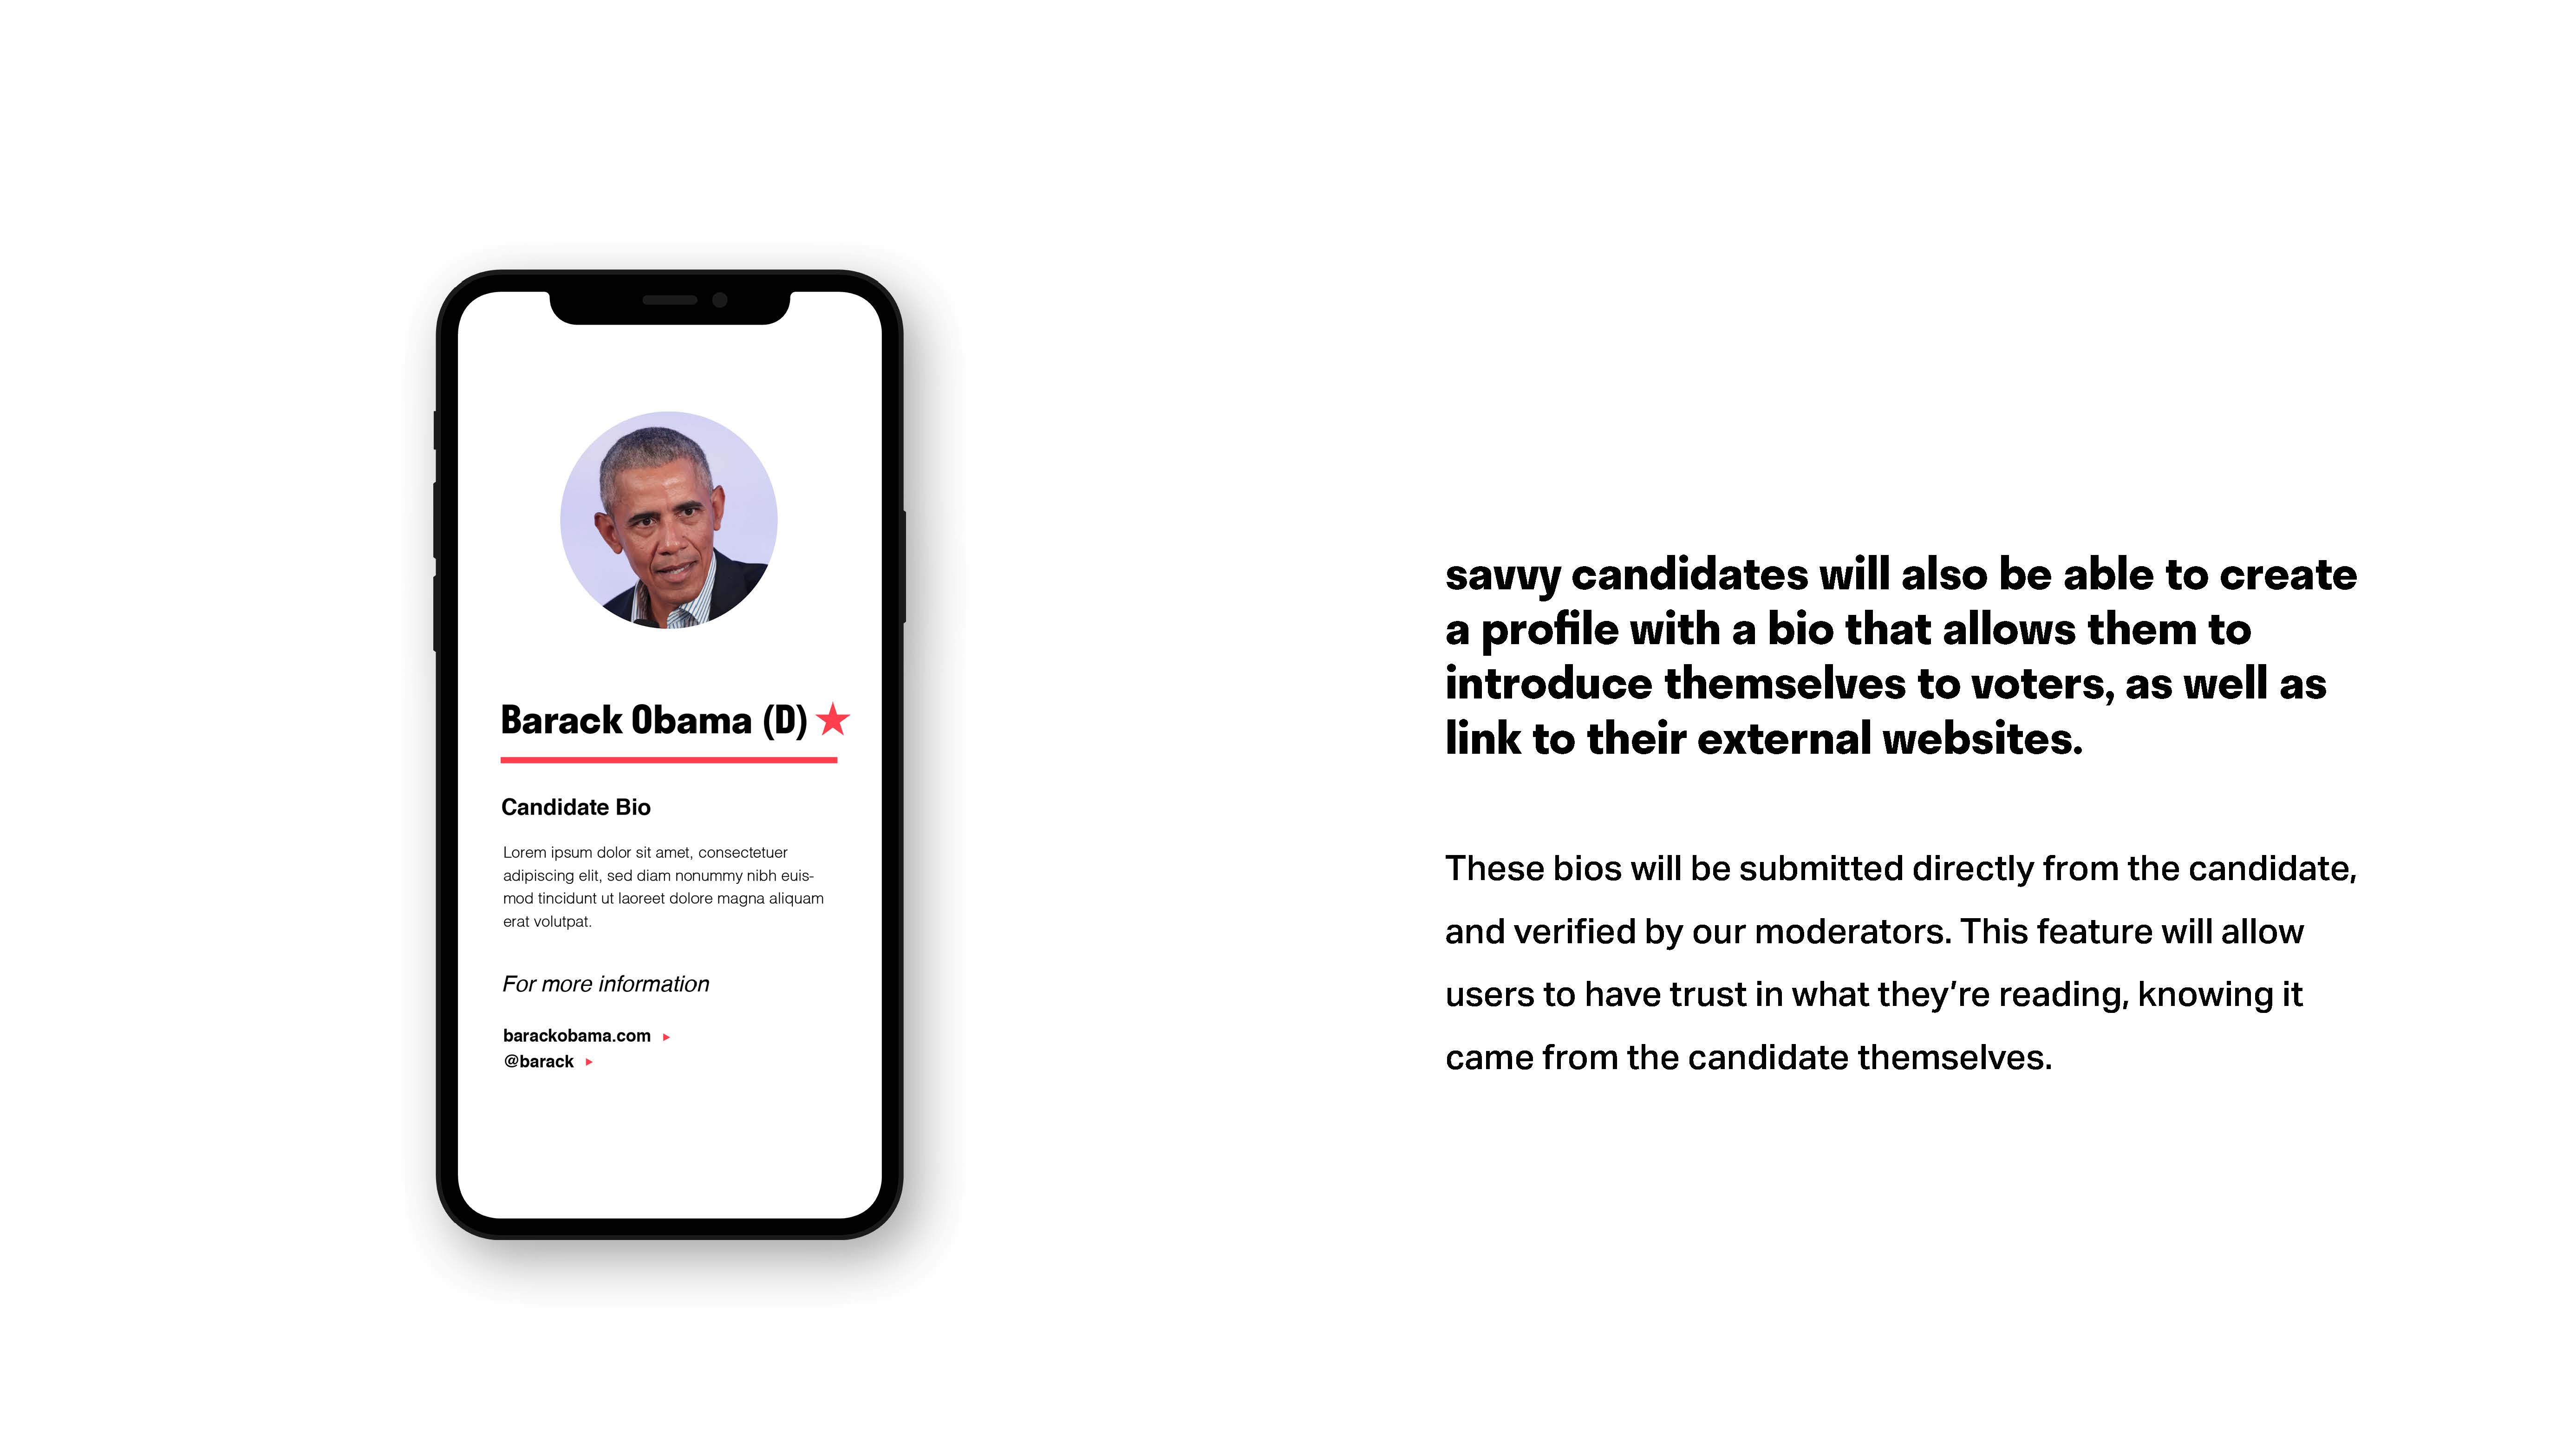 Barack Obama (D)
Candidate Bio
Lorem ipsum dolor sit amet, consectetuer
adipiscing elit, sed diam nonummy nibh euis-
mod tincidunt ut laoreet dolore magna aliquam
erat volutpat.
For more information
barackobama.com
@barack
savvy candidates will also be able to create
a profile with a bio that allows them to
introduce themselves to voters, as well as
link to their external websites.
These bios will be submitted directly from the candidate,
and verified by our moderators. This feature will allow
users to have trust in what they’re reading, knowing it
came from the candidate themselves.